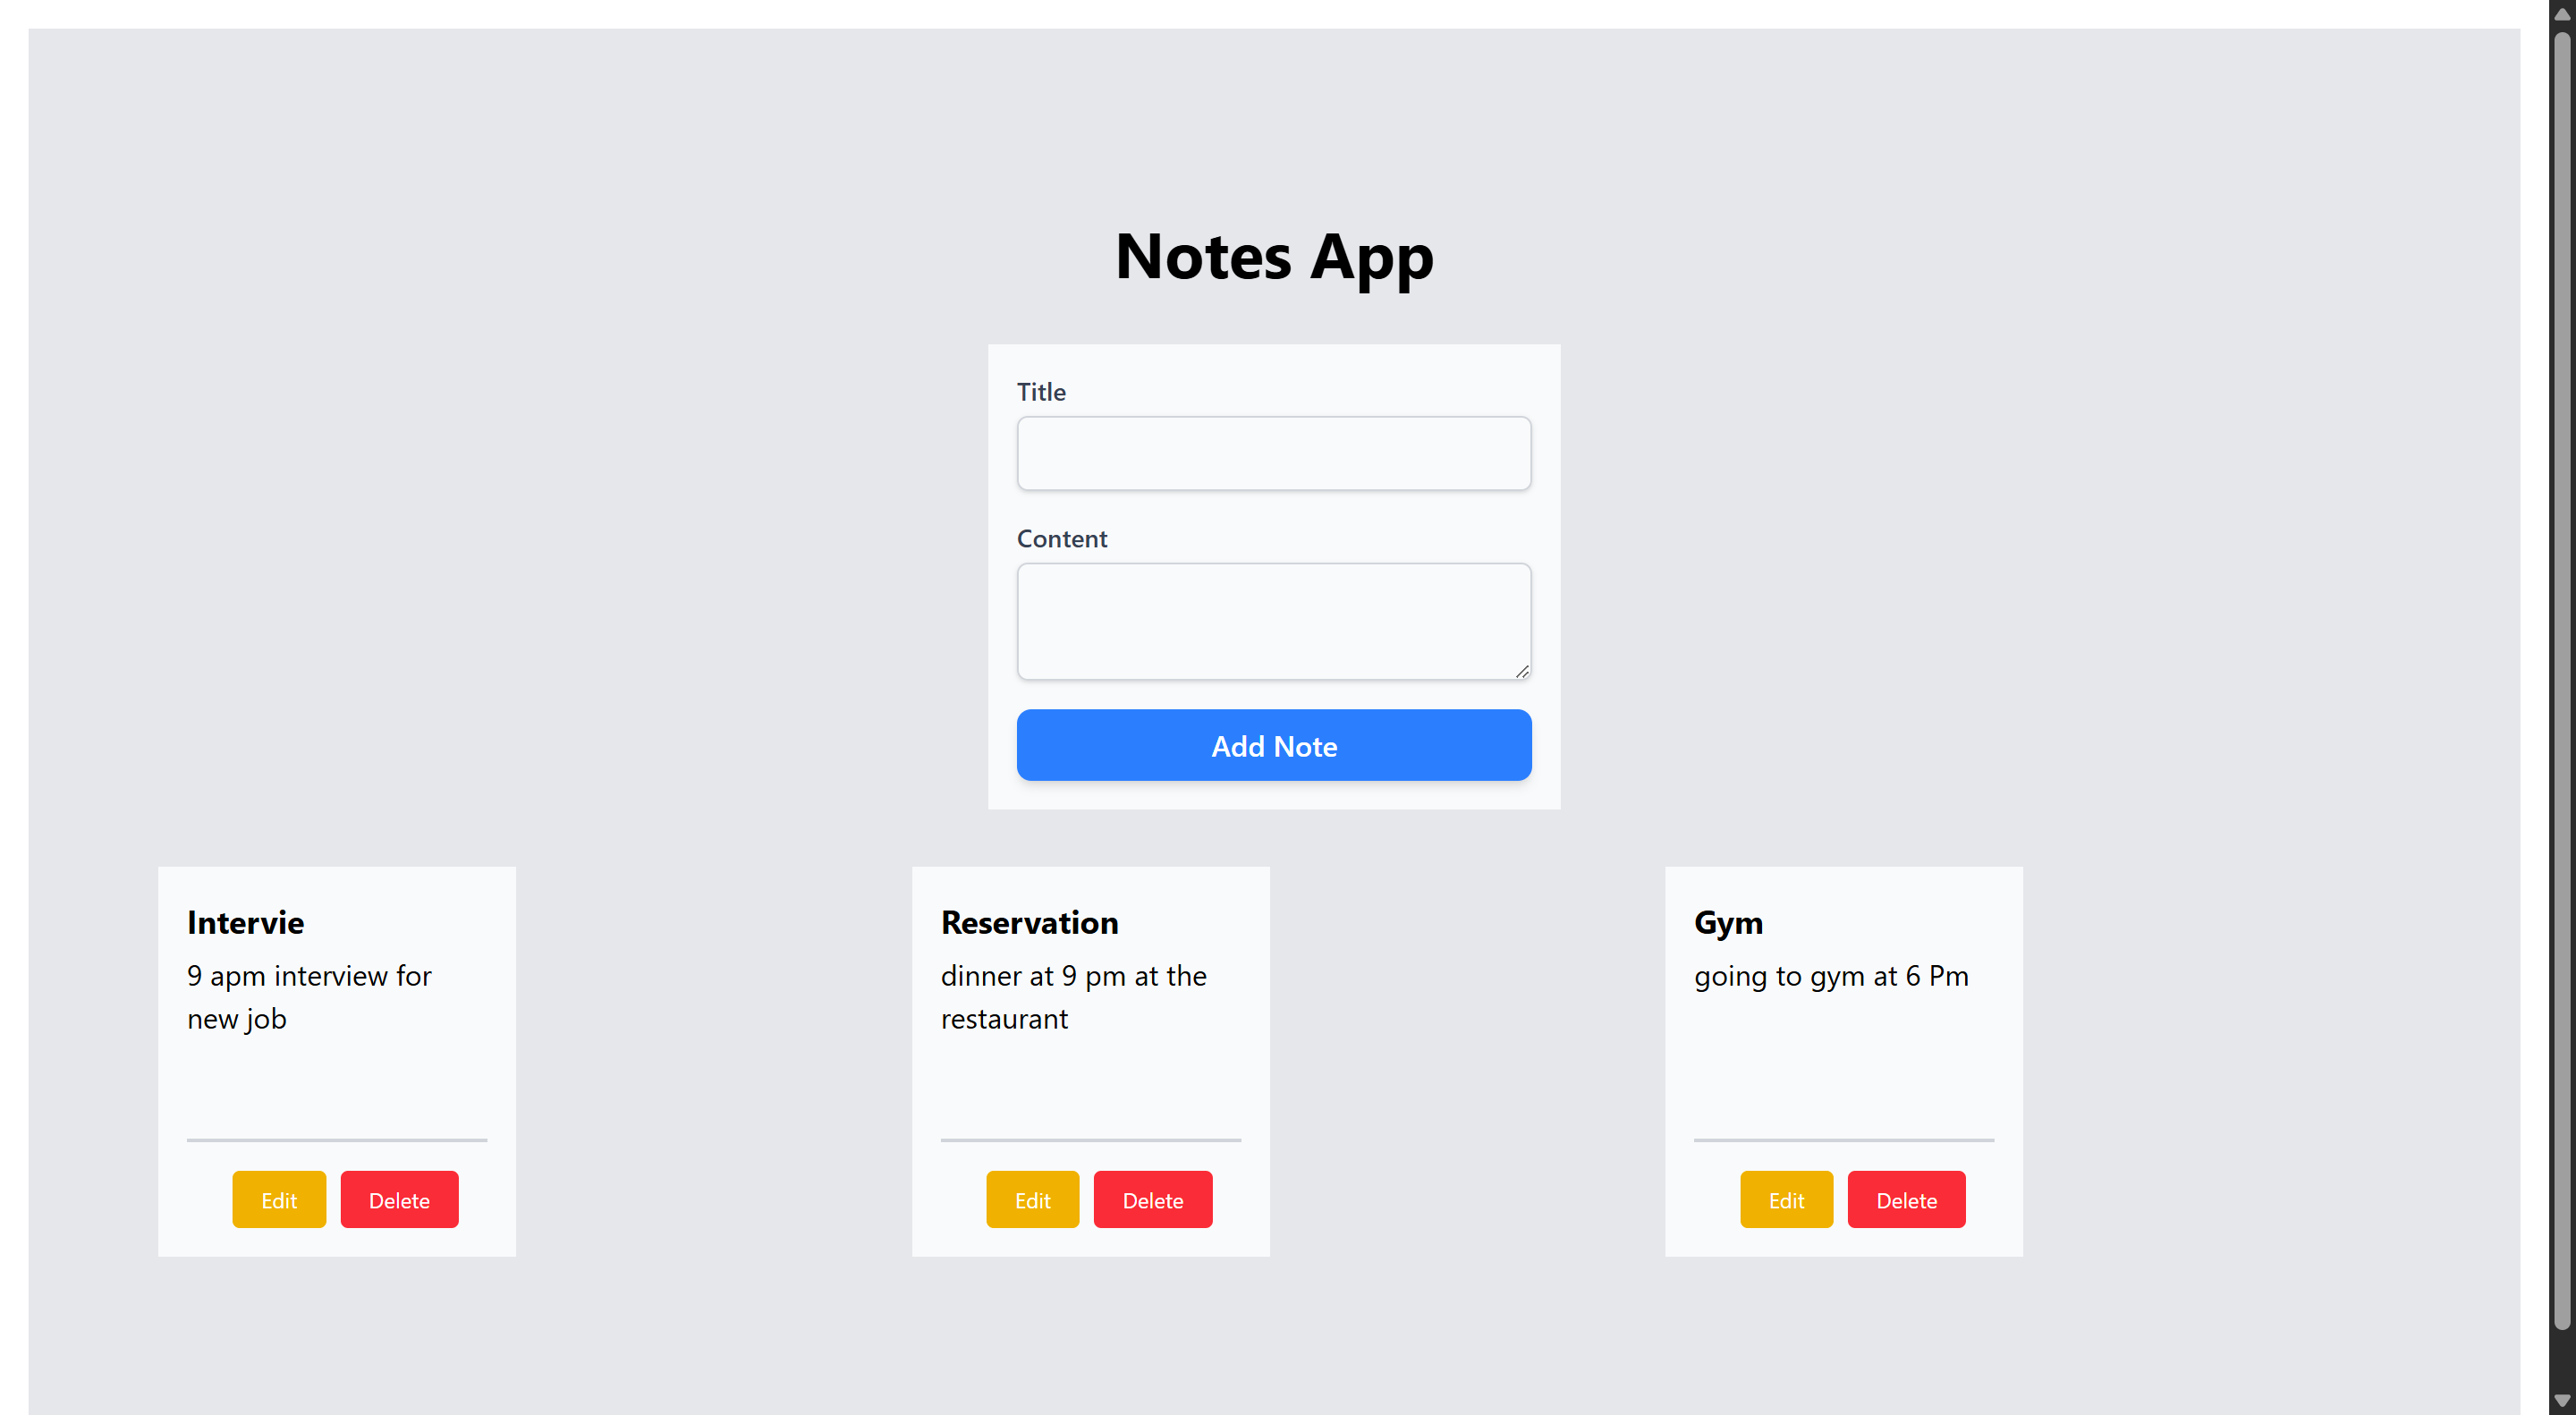 Notes App
Title
Content
Add Note
Intervie
9 apm interview for
new job
Edit Delete
Reservation
dinner at 9 pm at the
restaurant
Edit Delete
Gym
going to gym at 6 Pm
Edit Delete